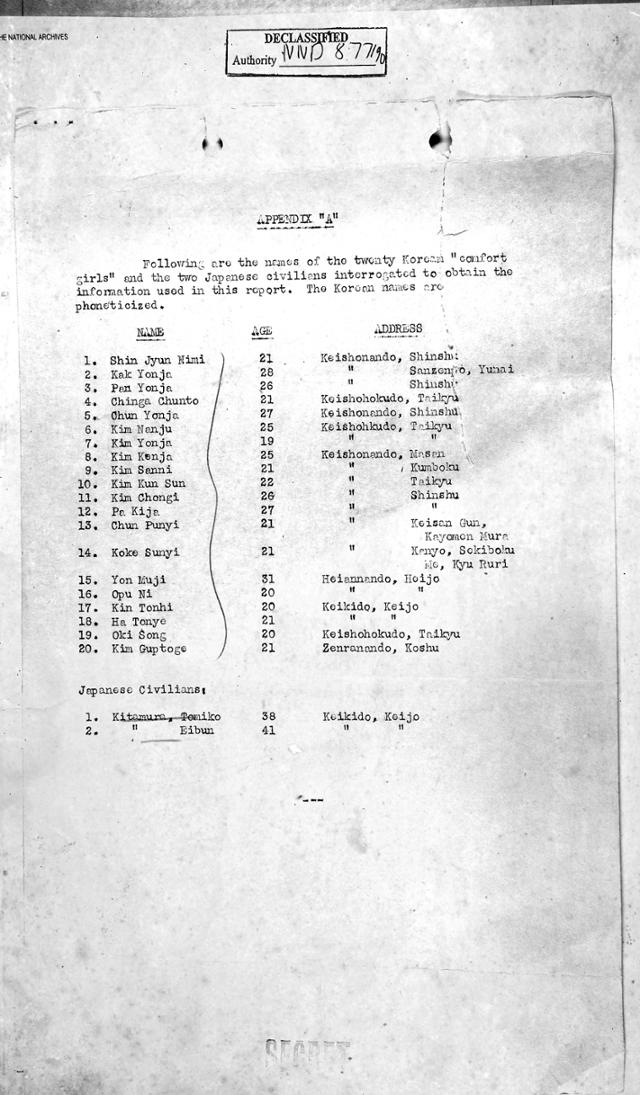 HE NATIONAL ARCHIVES
DECLASSIFIED
Authority NND 877190
APPENDIX "A"
Following are the names of the twenty Korean "comfort
girls" and the two Japanese civilians interrogated to obtain the
information used in this report. The Korean names are
phoneticized.
NAME AGE ADDRESS
1. Shin Jyun Nimi 21 Keishonando, Shinshu
2. Kak Yonja 28 " Sanzenpo, Yunai
3. Pan Yonja 26 " Shinshu
4. Chinga Chunto 21 Keishohokudo, Taikyu
5. Chun Yonja 27 Keishonando, Shinshu
6. Kim Nanju 25 Keishohkudo, Taikyu
7. Kim Yonja 19 " "
8. Kim Kenja 25 Keishonando, Masan
9. Kim Senni 21 " Kumboku
10. Kim Kun Sun 22 " Taikyu
11. Kim Chongi 26 " Shinshu
12. Pa Kija 27 " "
13. Chun Punyi 21 " Keisan Gun,
Kayomon Mura
14. Koke Sunyi 21 " Kanyo, Sokiboku
Me, Kyu Ruri
15. Yon Muji 31 Heiannando, Heijo
16. Opu Ni 20 " "
17. Kin Tonhi 20 Keikido, Keijo
18. Ha Tonye 21 " "
19. Oki Song 20 Keishohokudo, Taikyu
20. Kim Guptoge 21 Zenranando, Koshu
Japanese Civilians:
1. Kitamura, Tomiko 38 Keikido, Keijo
2. " Eibun 41 " "
SECRET